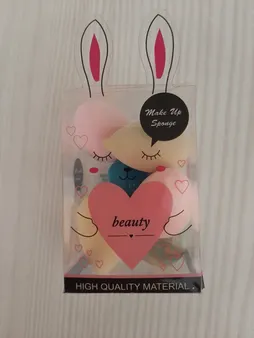 Make Up
Sponge
beauty
HIGH QUALITY MATERIAL